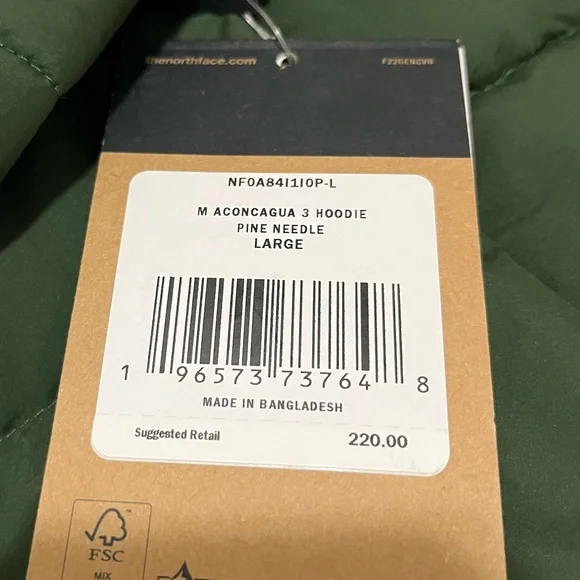 thenorthface.com
F22GENCVB
NF0A84I1I0P-L
M ACONCAGUA 3 HOODIE
PINE NEEDLE
LARGE
1 96573 73764 8
MADE IN BANGLADESH
Suggested Retail 220.00
FSC
MIX